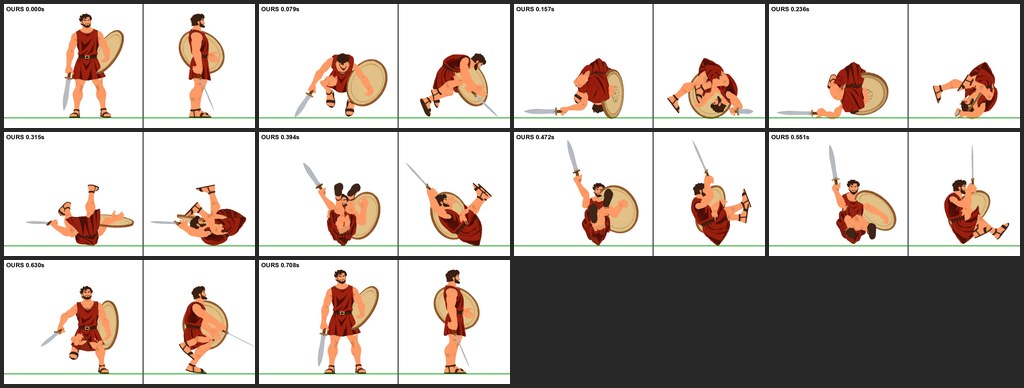 OURS 0.000s
OURS 0.079s
OURS 0.157s
OURS 0.236s
OURS 0.315s
OURS 0.394s
OURS 0.472s
OURS 0.551s
OURS 0.630s
OURS 0.708s